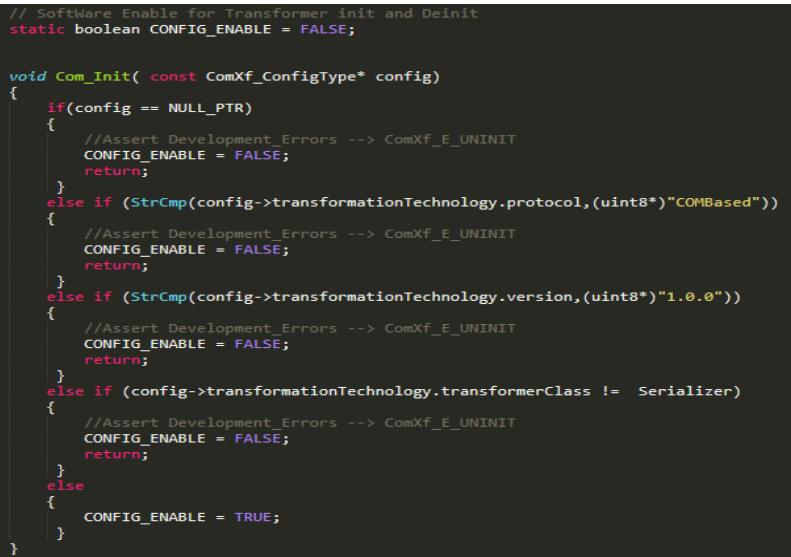 // SoftWare Enable for Transformer init and Deinit
static boolean CONFIG_ENABLE = FALSE;
void Com_Init( const ComXf_ConfigType* config)
{
if(config == NULL_PTR)
{
//Assert Development_Errors --> ComXf_E_UNINIT
CONFIG_ENABLE = FALSE;
return;
}
else if (StrCmp(config->transformationTechnology.protocol,(uint8*)"COMBased"))
{
//Assert Development_Errors --> ComXf_E_UNINIT
CONFIG_ENABLE = FALSE;
return;
}
else if (StrCmp(config->transformationTechnology.version,(uint8*)"1.0.0"))
{
//Assert Development_Errors --> ComXf_E_UNINIT
CONFIG_ENABLE = FALSE;
return;
}
else if (config->transformationTechnology.transformerClass !=  Serializer)
{
//Assert Development_Errors --> ComXf_E_UNINIT
CONFIG_ENABLE = FALSE;
return;
}
else
{
CONFIG_ENABLE = TRUE;
}
}